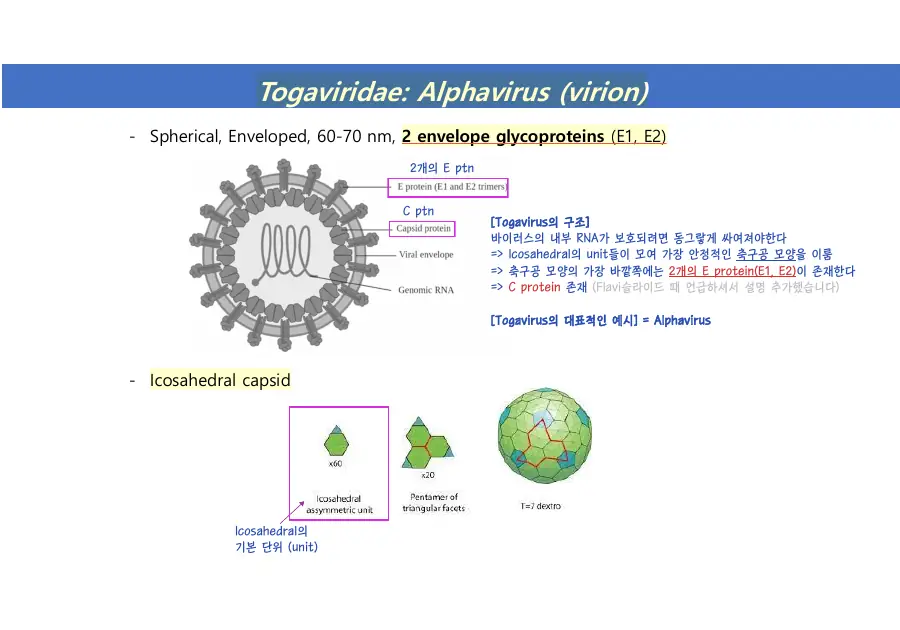 Togaviridae: Alphavirus (virion)
- Spherical, Enveloped, 60-70 nm, 2 envelope glycoproteins (E1, E2)
2개의 E ptn
E protein (E1 and E2 trimers)
C ptn
Capsid protein
Viral envelope
Genomic RNA
[Togavirus의 구조]
바이러스의 내부 RNA가 보호되려면 동그랗게 싸여져야한다
=> Icosahedral의 unit들이 모여 가장 안정적인 축구공 모양을 이룸
=> 축구공 모양의 가장 바깥쪽에는 2개의 E protein(E1, E2)이 존재한다
=> C protein 존재 (Flavi슬라이드 때 언급하셔서 설명 추가했습니다)
[Togavirus의 대표적인 예시] = Alphavirus
- Icosahedral capsid
x60
Icosahedral
assymmetric unit
x20
Pentamer of
triangular facets
T=7 dextro
Icosahedral의
기본 단위 (unit)